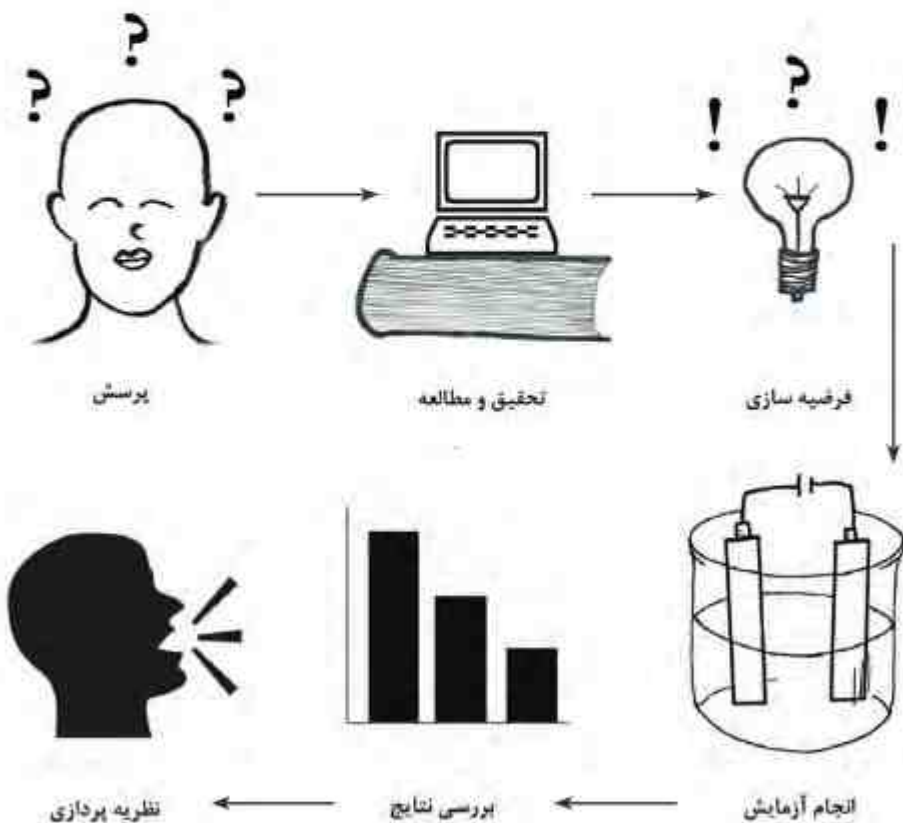 ? ? ?
! ? !
پرسش
تحقیق و مطالعه
فرضیه سازی
انجام آزمایش
بررسی نتایج
نظریه پردازی